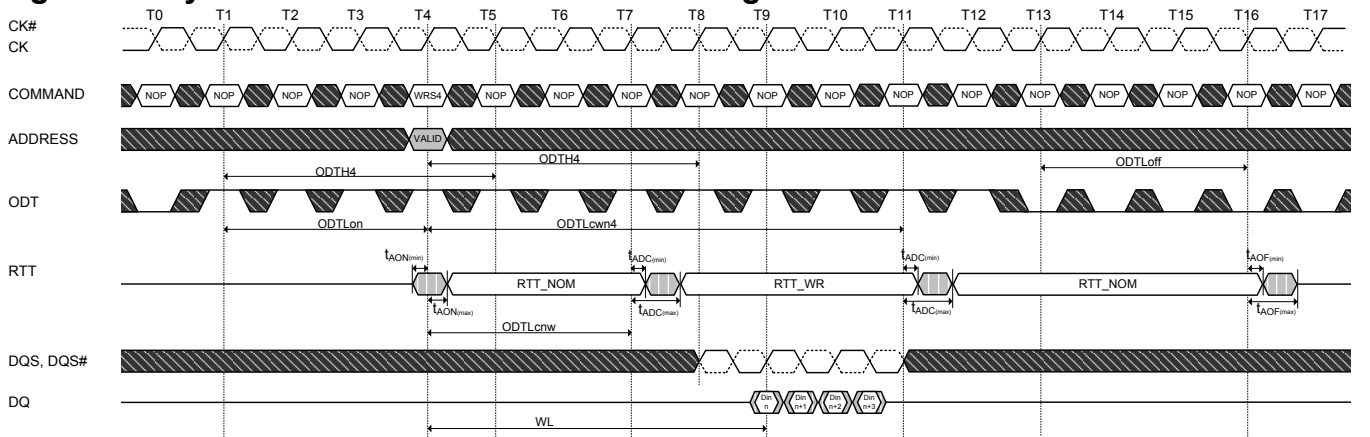 T0 T1 T2 T3 T4 T5 T6 T7 T8 T9 T10 T11 T12 T13 T14 T15 T16 T17
CK#
CK
COMMAND NOP NOP NOP NOP WRS4 NOP NOP NOP NOP NOP NOP NOP NOP NOP NOP NOP NOP NOP
ADDRESS VALID
ODTH4 ODTH4 ODTLoff
ODT
ODTLon ODTLcwn4
RTT tAON(min) tADC(min) tADC(min) tAOF(min)
RTT_NOM RTT_WR RTT_NOM
tAON(max) tADC(max) tADC(max) tAOF(max)
ODTLcnw
DQS, DQS#
DQ Din n Din n+1 Din n+2 Din n+3
WL